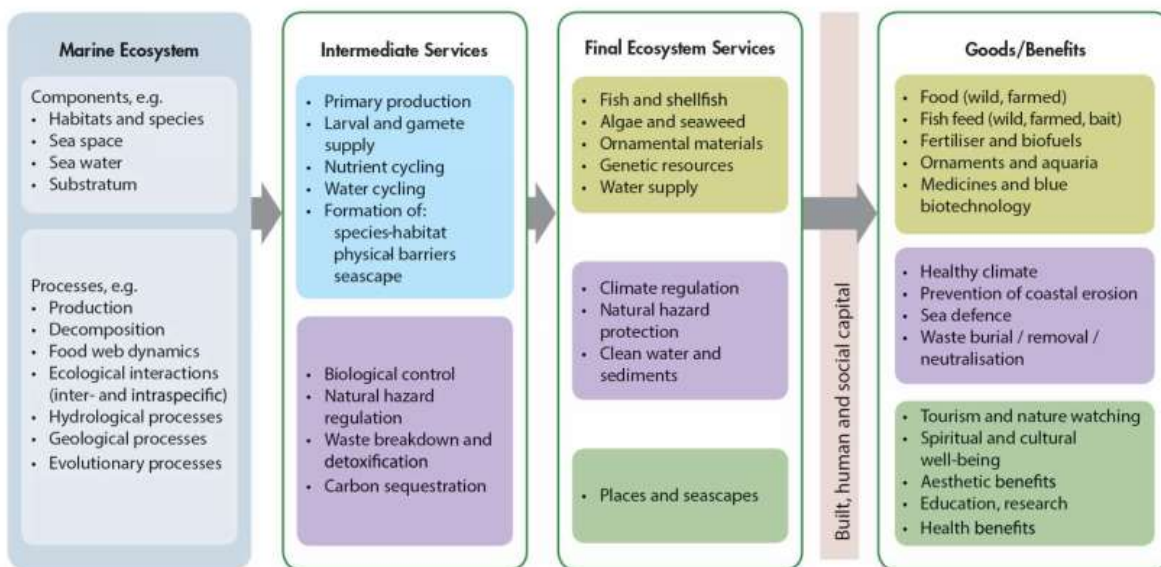 Marine Ecosystem
Components, e.g.
• Habitats and species
• Sea space
• Sea water
• Substratum
Processes, e.g.
• Production
• Decomposition
• Food web dynamics
• Ecological interactions
(inter- and intraspecific)
• Hydrological processes
• Geological processes
• Evolutionary processes
Intermediate Services
• Primary production
• Larval and gamete
supply
• Nutrient cycling
• Water cycling
• Formation of:
species-habitat
physical barriers
seascape
• Biological control
• Natural hazard
regulation
• Waste breakdown and
detoxification
• Carbon sequestration
Final Ecosystem Services
• Fish and shellfish
• Algae and seaweed
• Ornamental materials
• Genetic resources
• Water supply
• Climate regulation
• Natural hazard
protection
• Clean water and
sediments
• Places and seascapes
Built, human and social capital
Goods/Benefits
• Food (wild, farmed)
• Fish feed (wild, farmed, bait)
• Fertiliser and biofuels
• Ornaments and aquaria
• Medicines and blue
biotechnology
• Healthy climate
• Prevention of coastal erosion
• Sea defence
• Waste burial / removal /
neutralisation
• Tourism and nature watching
• Spiritual and cultural
well-being
• Aesthetic benefits
• Education, research
• Health benefits